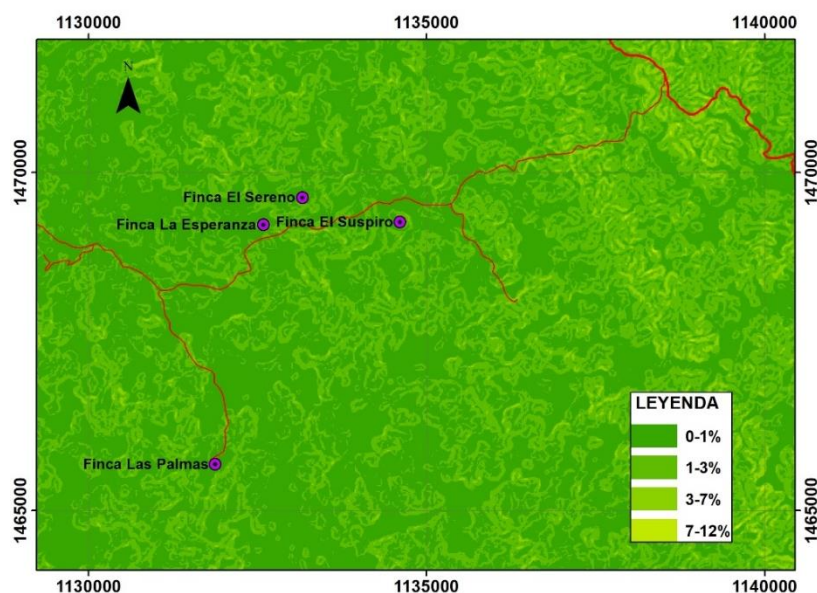 1130000 1135000 1140000
N
1470000 1470000
Finca El Sereno
Finca La Esperanza Finca El Suspiro
LEYENDA
0-1%
1-3%
3-7%
7-12%
Finca Las Palmas
1465000 1465000
1130000 1135000 1140000